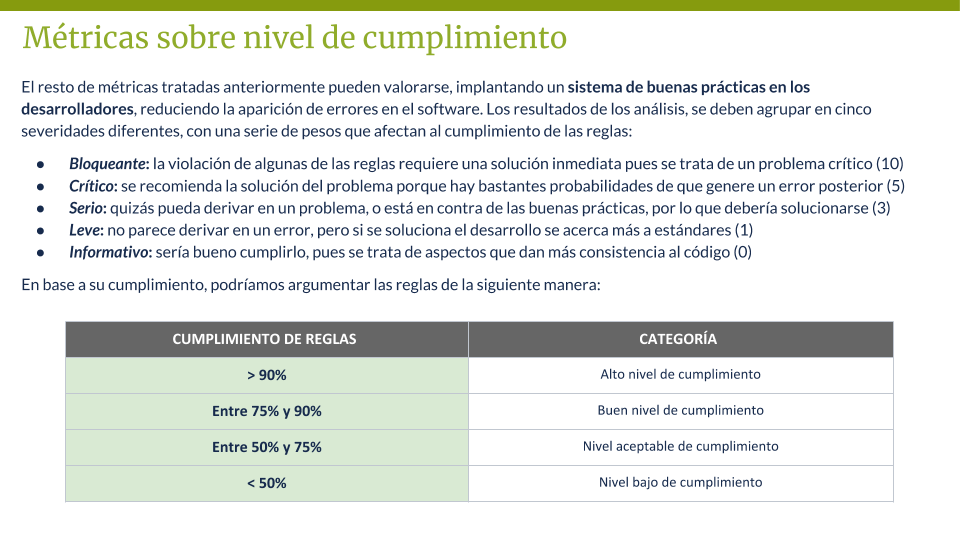 Métricas sobre nivel de cumplimiento
El resto de métricas tratadas anteriormente pueden valorarse, implantando un sistema de buenas prácticas en los
desarrolladores, reduciendo la aparición de errores en el software. Los resultados de los análisis, se deben agrupar en cinco
severidades diferentes, con una serie de pesos que afectan al cumplimiento de las reglas:
● Bloqueante: la violación de algunas de las reglas requiere una solución inmediata pues se trata de un problema crítico (10)
● Crítico: se recomienda la solución del problema porque hay bastantes probabilidades de que genere un error posterior (5)
● Serio: quizás pueda derivar en un problema, o está en contra de las buenas prácticas, por lo que debería solucionarse (3)
● Leve: no parece derivar en un error, pero si se soluciona el desarrollo se acerca más a estándares (1)
● Informativo: sería bueno cumplirlo, pues se trata de aspectos que dan más consistencia al código (0)
En base a su cumplimiento, podríamos argumentar las reglas de la siguiente manera:
CUMPLIMIENTO DE REGLAS CATEGORÍA
> 90% Alto nivel de cumplimiento
Entre 75% y 90% Buen nivel de cumplimiento
Entre 50% y 75% Nivel aceptable de cumplimiento
< 50% Nivel bajo de cumplimiento